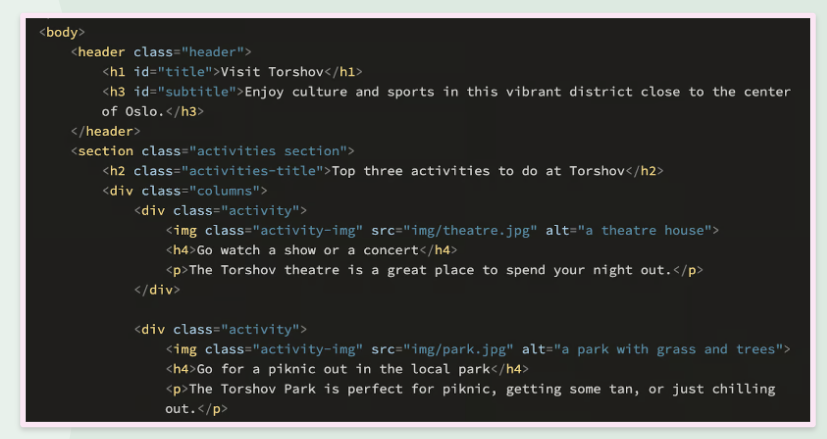 <body>
<header class="header">
<h1 id="title">Visit Torshov</h1>
<h3 id="subtitle">Enjoy culture and sports in this vibrant district close to the center
of Oslo.</h3>
</header>
<section class="activities section">
<h2 class="activities-title">Top three activities to do at Torshov</h2>
<div class="columns">
<div class="activity">
<img class="activity-img" src="img/theatre.jpg" alt="a theatre house">
<h4>Go watch a show or a concert</h4>
<p>The Torshov theatre is a great place to spend your night out.</p>
</div>
<div class="activity">
<img class="activity-img" src="img/park.jpg" alt="a park with grass and trees">
<h4>Go for a piknic out in the local park</h4>
<p>The Torshov Park is perfect for piknic, getting some tan, or just chilling
out.</p>